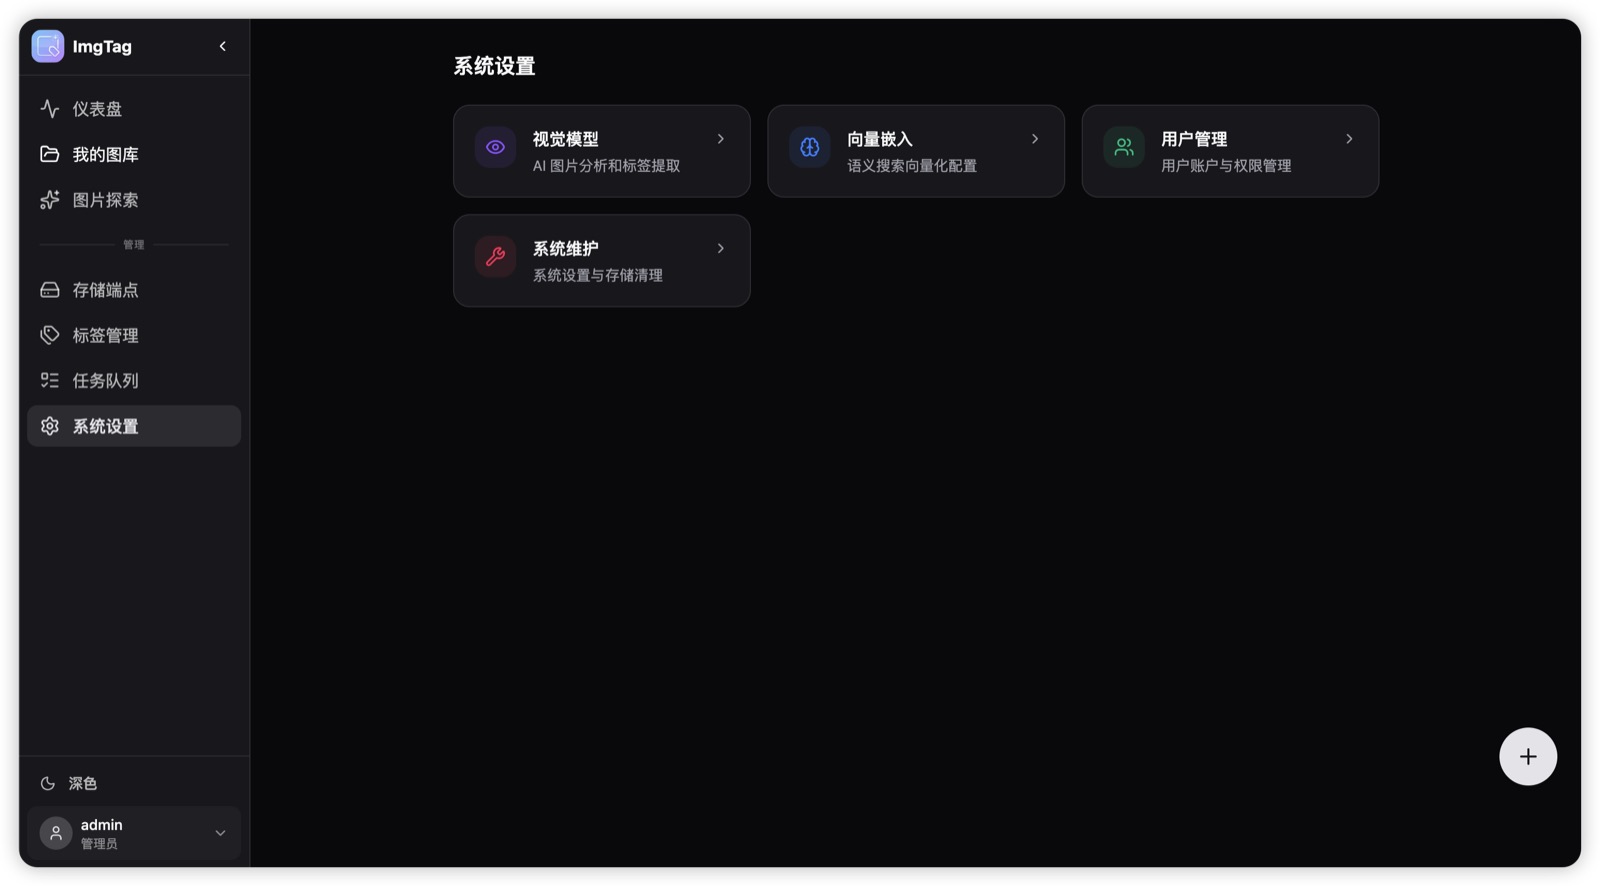 ImgTag
仪表盘
我的图库
图片探索
管理
存储端点
标签管理
任务队列
系统设置
深色
admin
管理员
系统设置
视觉模型
AI 图片分析和标签提取
向量嵌入
语义搜索向量化配置
用户管理
用户账户与权限管理
系统维护
系统设置与存储清理